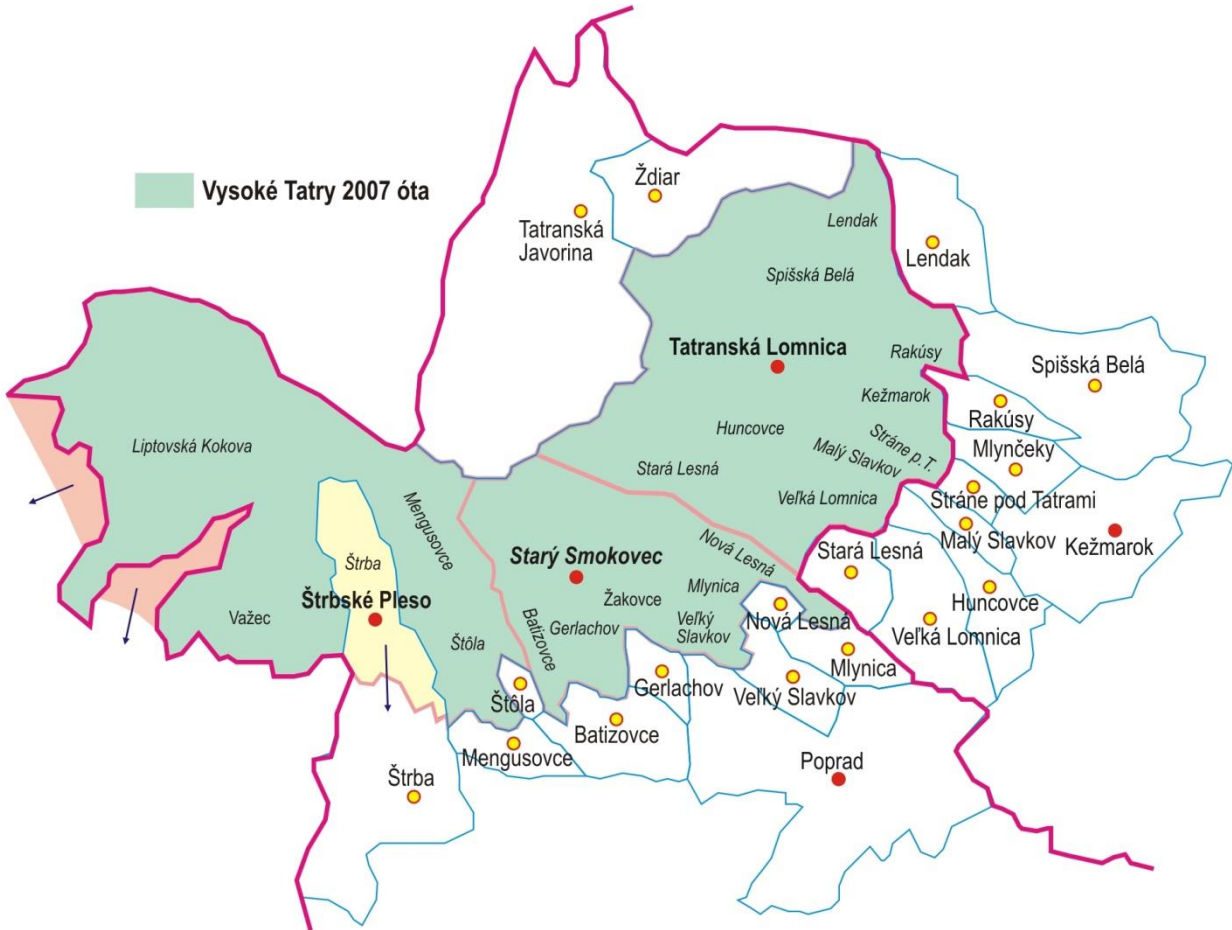 Vysoké Tatry 2007 óta
Ždiar
Tatranská
Javorina
Lendak
Lendak
Spišská Belá
Tatranská Lomnica
Rakúsy
Spišská Belá
Kežmarok
Rakúsy
Liptovská Kokova
Huncovce
Stráne p.T.
Malý Slavkov
Mlynčeky
Stará Lesná
Veľká Lomnica
Stráne pod Tatrami
Mengusovce
Malý Slavkov
Kežmarok
Starý Smokovec
Nová Lesná
Stará Lesná
Štrba
Štrbské Pleso
Žakovce
Mlynica
Huncovce
Važec
Batizovce
Gerlachov
Veľký
Slavkov
Nová Lesná
Veľká Lomnica
Štôla
Mlynica
Štôla
Gerlachov
Veľký Slavkov
Batizovce
Mengusovce
Štrba
Poprad